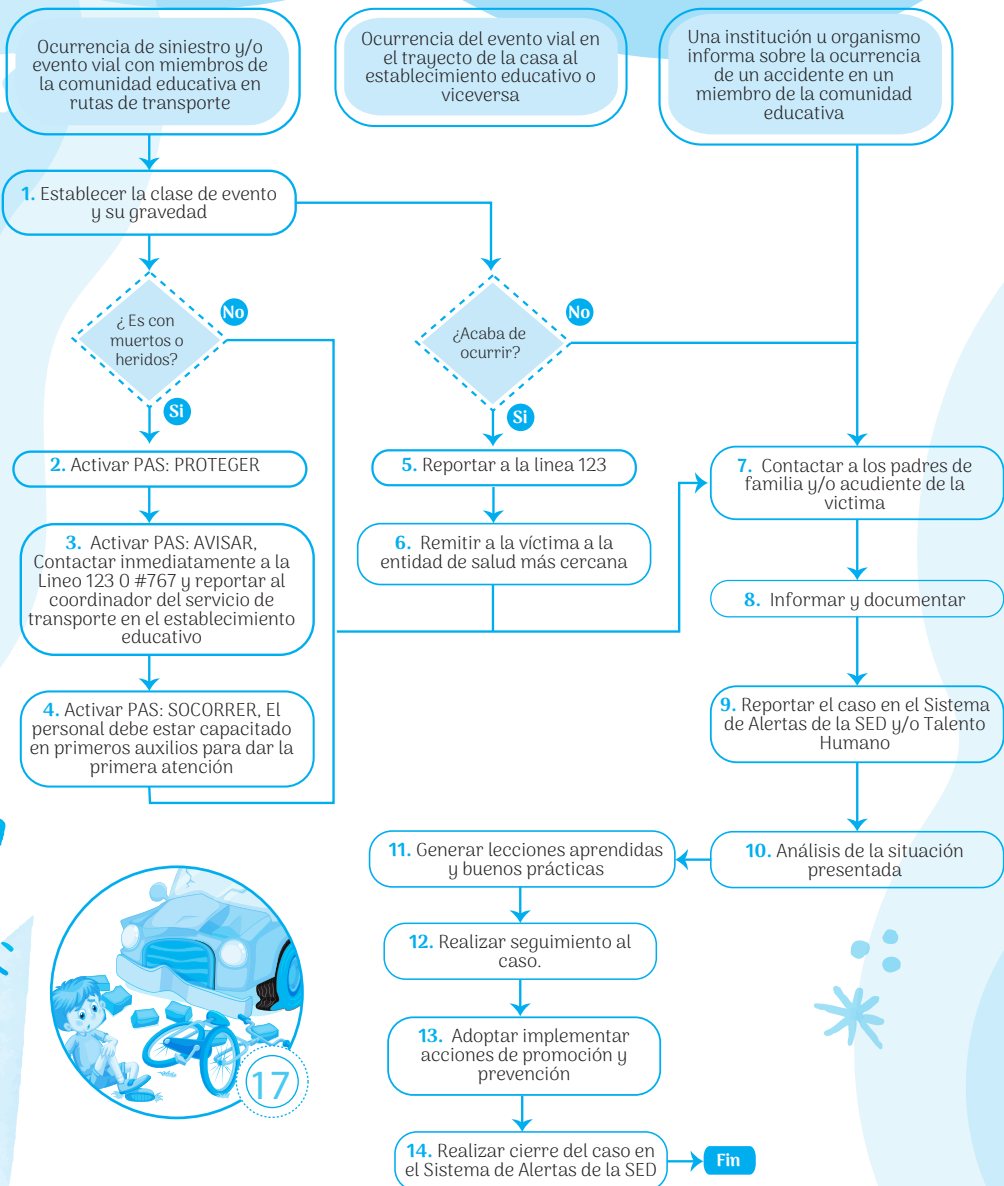 Ocurrencia de siniestro y/o
evento vial con miembros de
la comunidad educativa en
rutas de transporte
Ocurrencia del evento vial en
el trayecto de la casa al
establecimiento educativo o
viceversa
Una institución u organismo
informa sobre la ocurrencia
de un accidente en un
miembro de la comunidad
educativa
1. Establecer la clase de evento
y su gravedad
¿ Es con
muertos o
heridos?
No
Si
¿Acaba de
ocurrir?
No
Si
2. Activar PAS: PROTEGER
3. Activar PAS: AVISAR,
Contactar inmediatamente a la
Lineo 123 0 #767 y reportar al
coordinador del servicio de
transporte en el establecimiento
educativo
4. Activar PAS: SOCORRER, El
personal debe estar capacitado
en primeros auxilios para dar la
primera atención
5. Reportar a la linea 123
6. Remitir a la víctima a la
entidad de salud más cercana
7. Contactar a los padres de
familia y/o acudiente de la
victima
8. Informar y documentar
9. Reportar el caso en el Sistema
de Alertas de la SED y/o Talento
Humano
10. Análisis de la situación
presentada
11. Generar lecciones aprendidas
y buenos prácticas
12. Realizar seguimiento al
caso.
13. Adoptar implementar
acciones de promoción y
prevención
14. Realizar cierre del caso en
el Sistema de Alertas de la SED
Fin
17